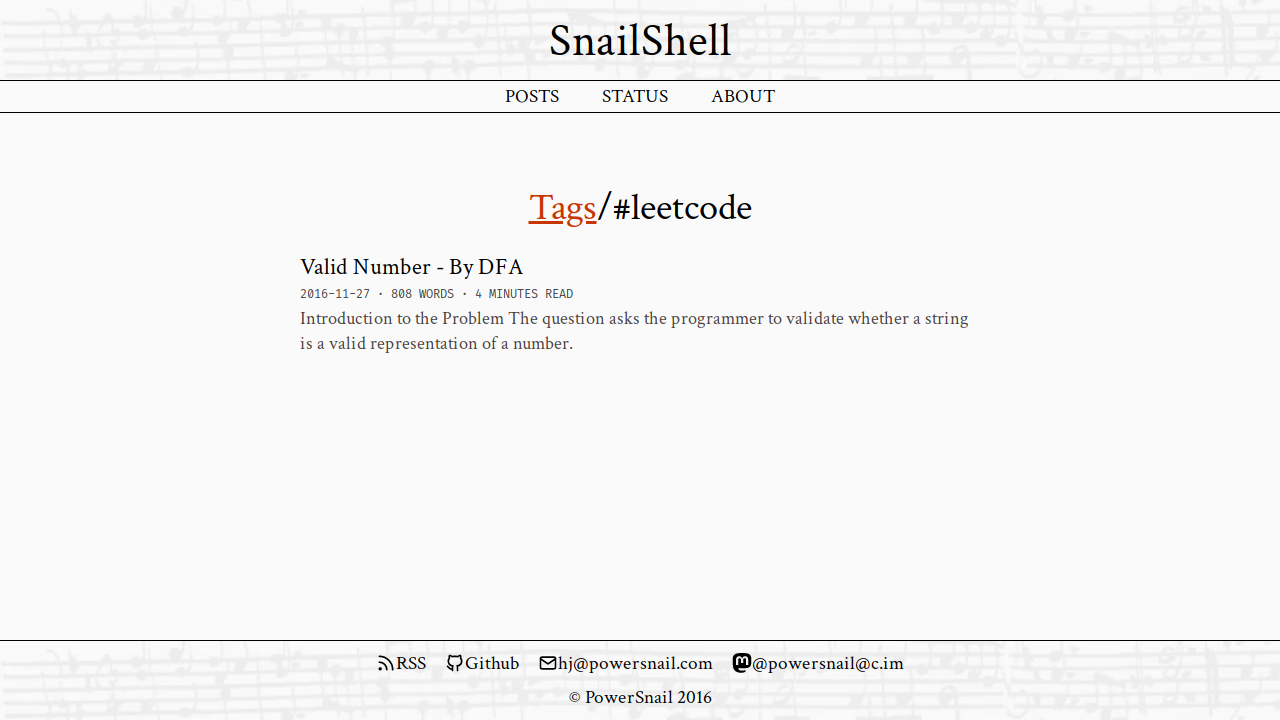 SnailShell
POSTS STATUS ABOUT
Tags/#leetcode
Valid Number - By DFA
2016-11-27 · 808 WORDS · 4 MINUTES READ
Introduction to the Problem The question asks the programmer to validate whether a string
is a valid representation of a number.
RSS Github hj@powersnail.com @powersnail@c.im
© PowerSnail 2016